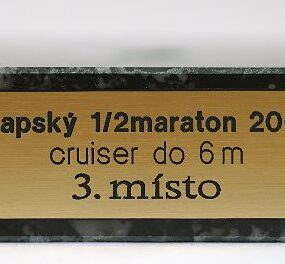 apský 1/2maraton 20
cruiser do 6 m
3. místo